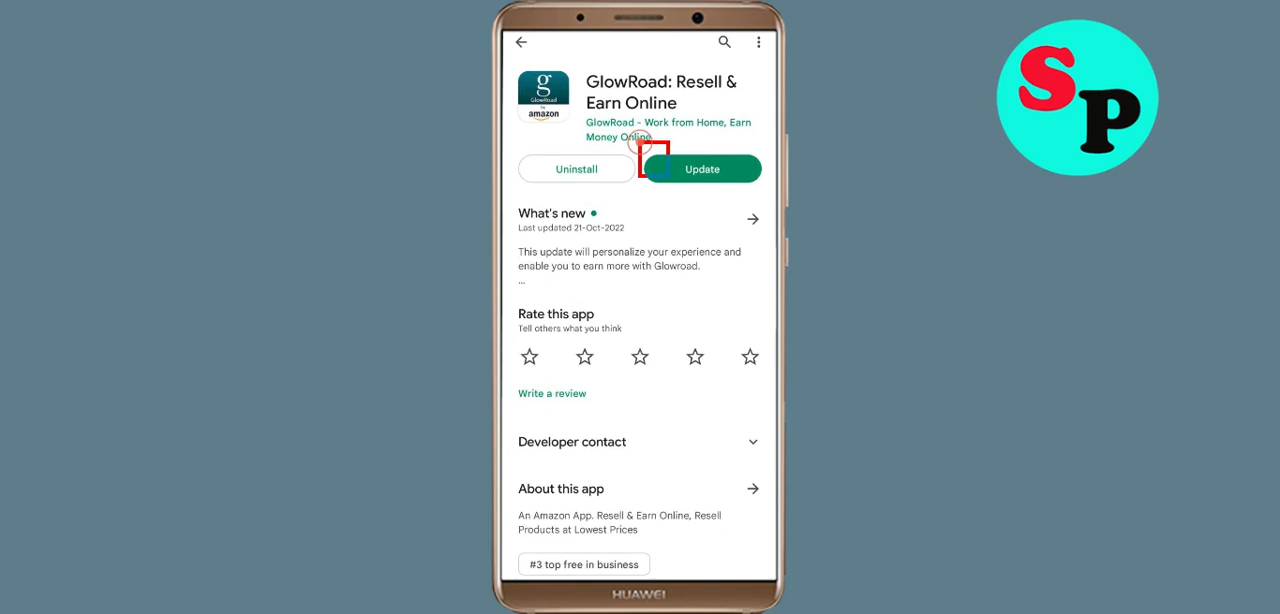 GlowRoad: Resell &
Earn Online
g
GlowRoad
by
amazon
GlowRoad - Work from Home, Earn
Money Online
Uninstall
Update
What's new
Last updated 21-Oct-2022
This update will personalize your experience and
enable you to earn more with Glowroad.
...
Rate this app
Tell others what you think
Write a review
Developer contact
About this app
An Amazon App. Resell & Earn Online, Resell
Products at Lowest Prices
#3 top free in business
HUAWEI
SP